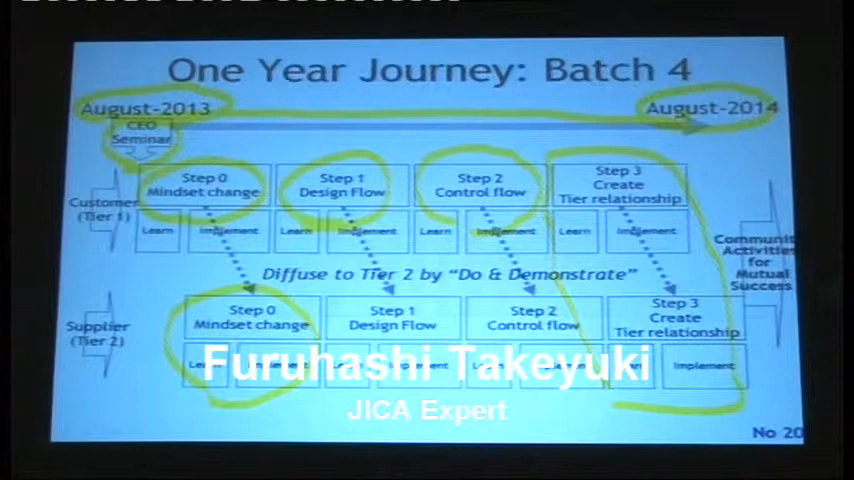 One Year Journey: Batch 4
August-2013
August-2014
CEO
Seminar
Step 0
Mindset change
Step 1
Design Flow
Step 2
Control flow
Step 3
Create
Tier relationship
Customer
(Tier 1)
Learn
Implement
Learn
Implement
Learn
Implement
Learn
Implement
Communit
Activities
for
Mutual
Success
Diffuse to Tier 2 by "Do & Demonstrate"
Supplier
(Tier 2)
Step 0
Mindset change
Step 1
Design Flow
Step 2
Control flow
Step 3
Create
Tier relationship
Implement
Furuhashi Takeyuki
JICA Expert
No 20